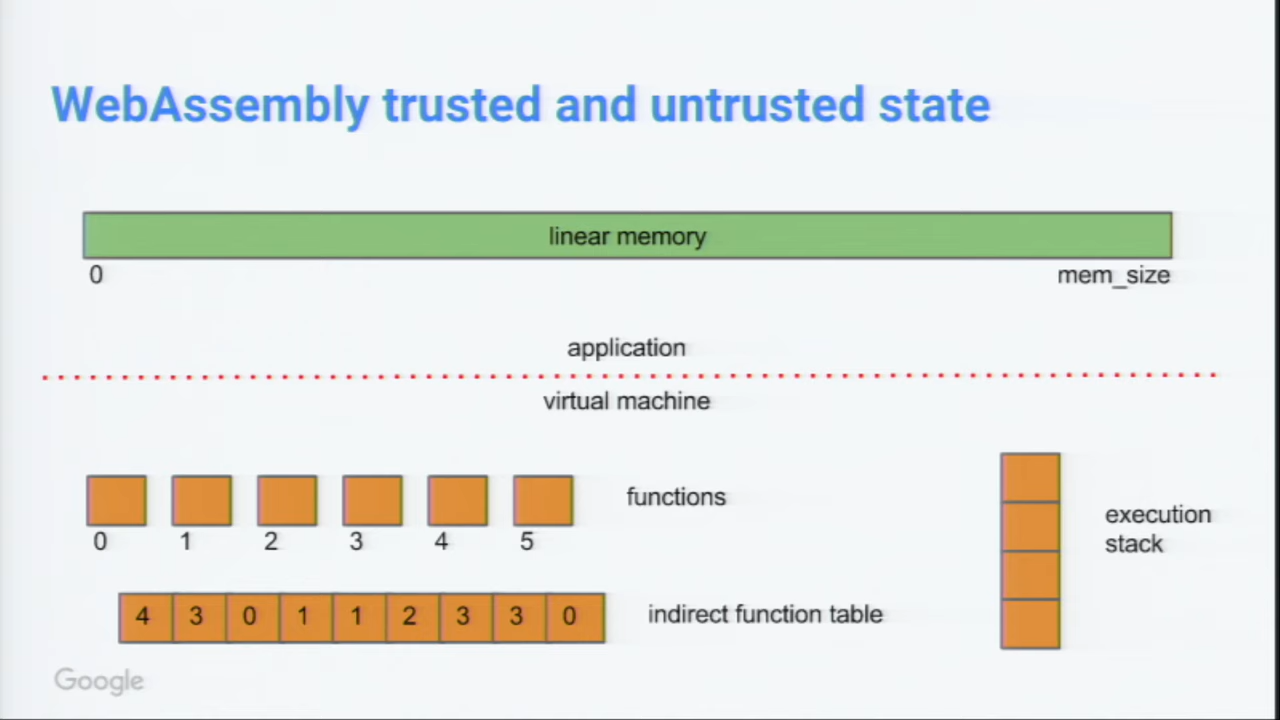 WebAssembly trusted and untrusted state
linear memory
0
mem_size
application
virtual machine
functions
0 1 2 3 4 5
execution
stack
4 3 0 1 1 2 3 3 0
indirect function table
Google